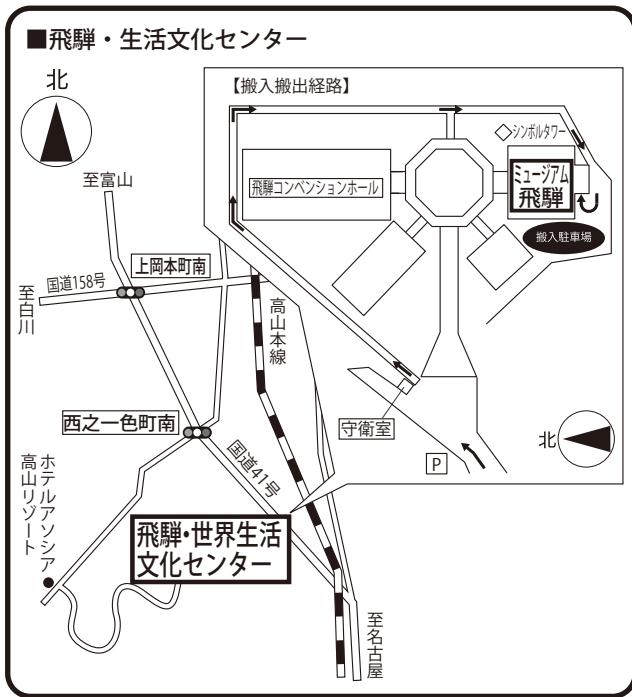 ■飛騨・生活文化センター
北
【搬入搬出経路】
◇シンボルタワー
飛騨コンベンションホール
ミュージアム
飛騨
搬入駐車場
守衛室
P
北
至富山
上岡本町南
国道158号
至白川
高山本線
西之一色町南
国道41号
ホテルアソシア
高山リゾート
飛騨・世界生活
文化センター
至名古屋